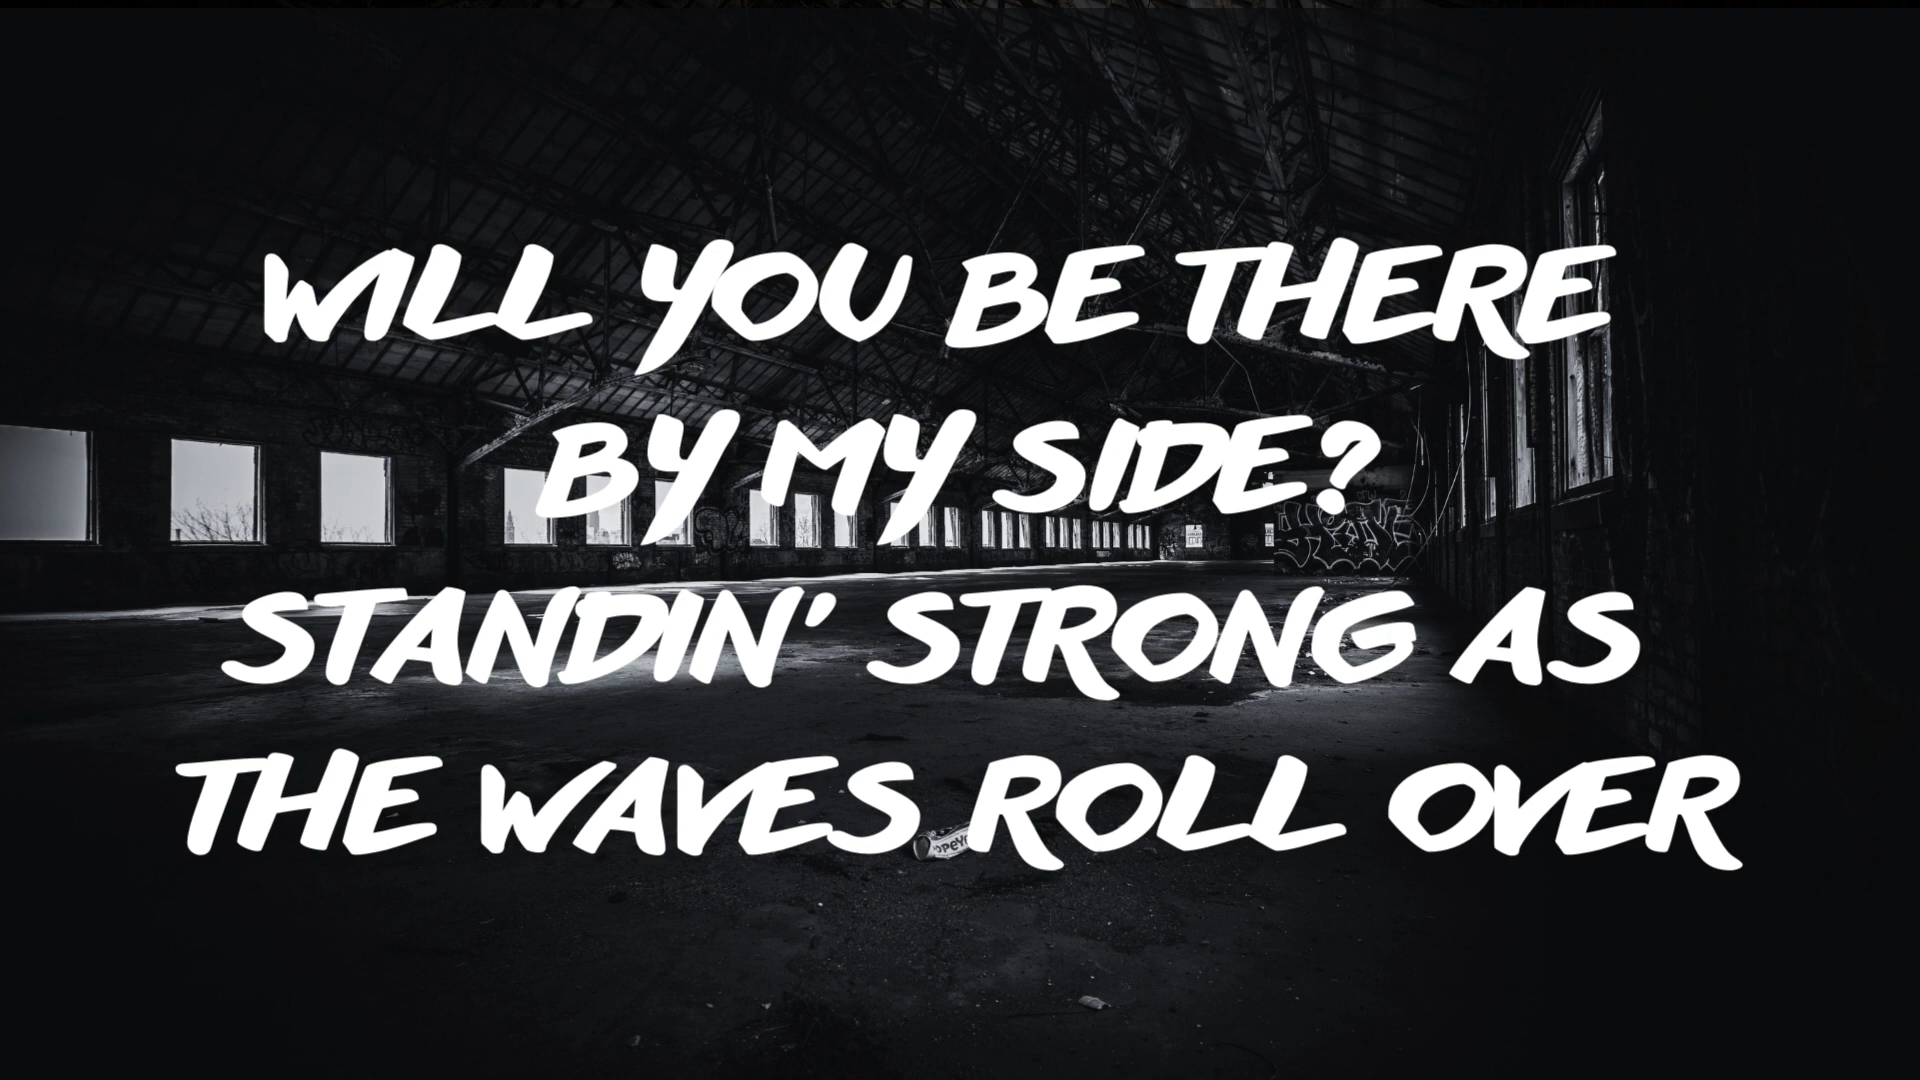 WILL YOU BE THERE
BY MY SIDE?
STANDIN' STRONG AS
THE WAVES ROLL OVER